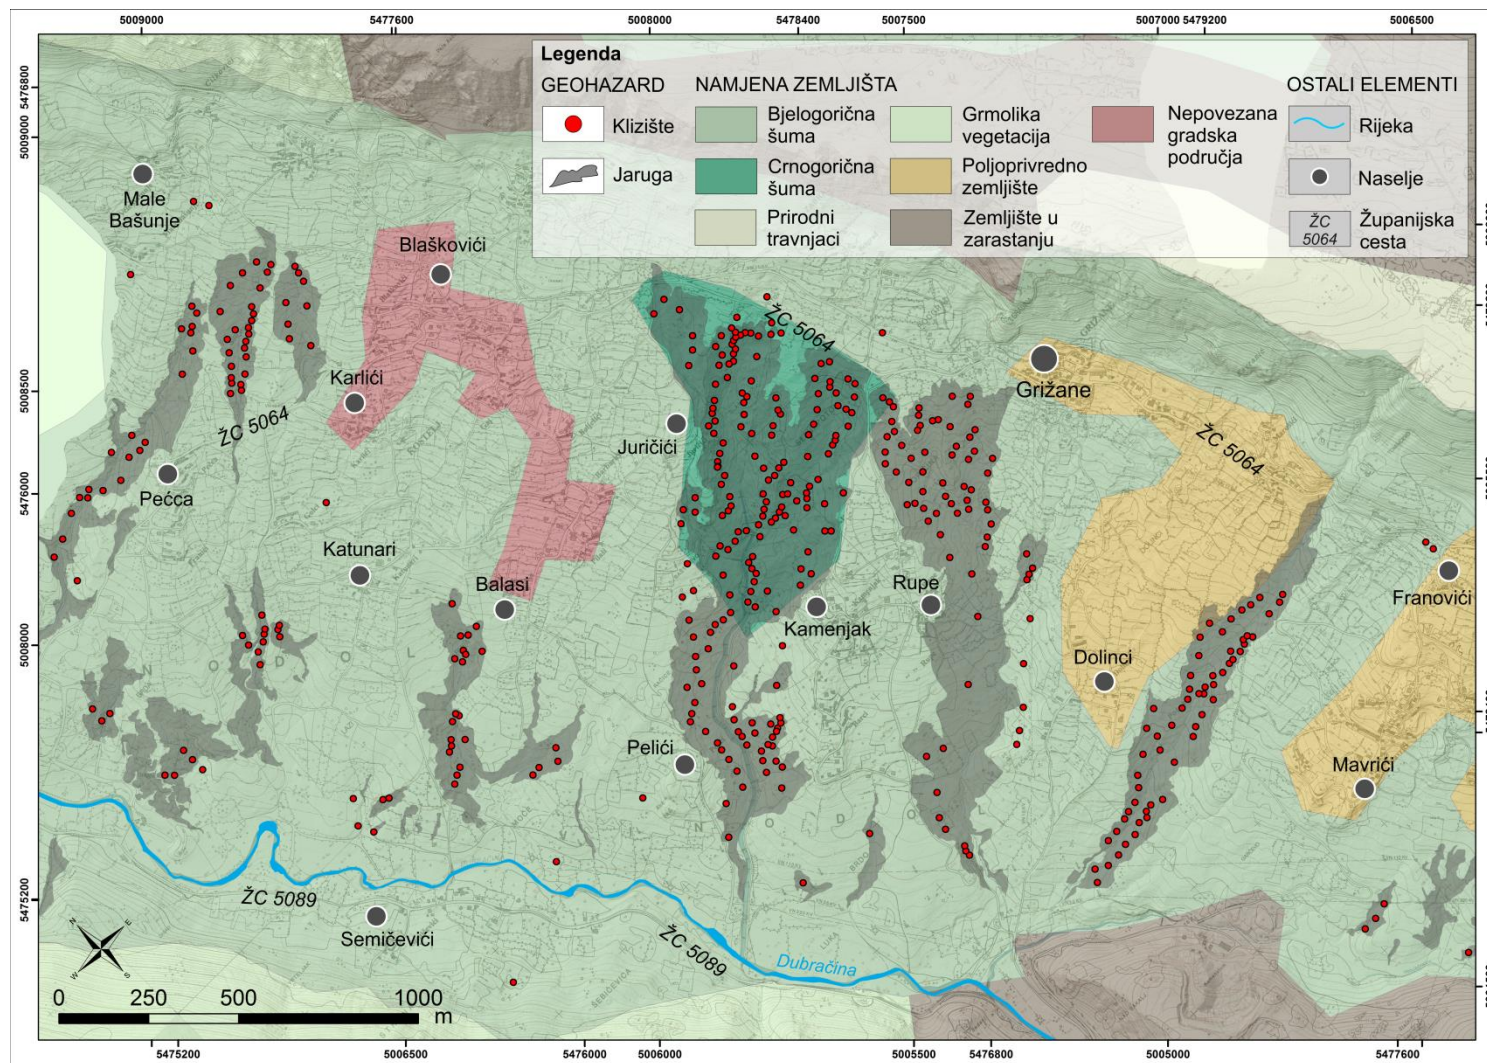 5009000
5477600
5008000
5478400
5007500
5007000
5479200
5006500
5476800
5009000
Legenda
GEOHAZARD
NAMJENA ZEMLJIŠTA
OSTALI ELEMENTI
Klizište
Bjelogorična
šuma
Grmolika
vegetacija
Nepovezana
gradska
područja
Rijeka
Jaruga
Crnogorična
šuma
Poljoprivredno
zemljište
Naselje
Prirodni
travnjaci
Zemljište u
zarastanju
ŽC
5064
Županijska
cesta
Male
Bašunje
Blaškovići
ŽC 5064
Grižane
Karlići
5008500
ŽC 5064
Juričići
ŽC 5064
Pećca
5476000
Katunari
Balasi
Rupe
Franovići
Kamenjak
5008000
Dolinci
Pelići
Mavrići
ŽC 5089
5475200
Semičevići
ŽC 5089
Dubračina
N
E
W
S
0
250
500
1000
m
5475200
5006500
5476000
5006000
5005500
5476800
5005000
5477600